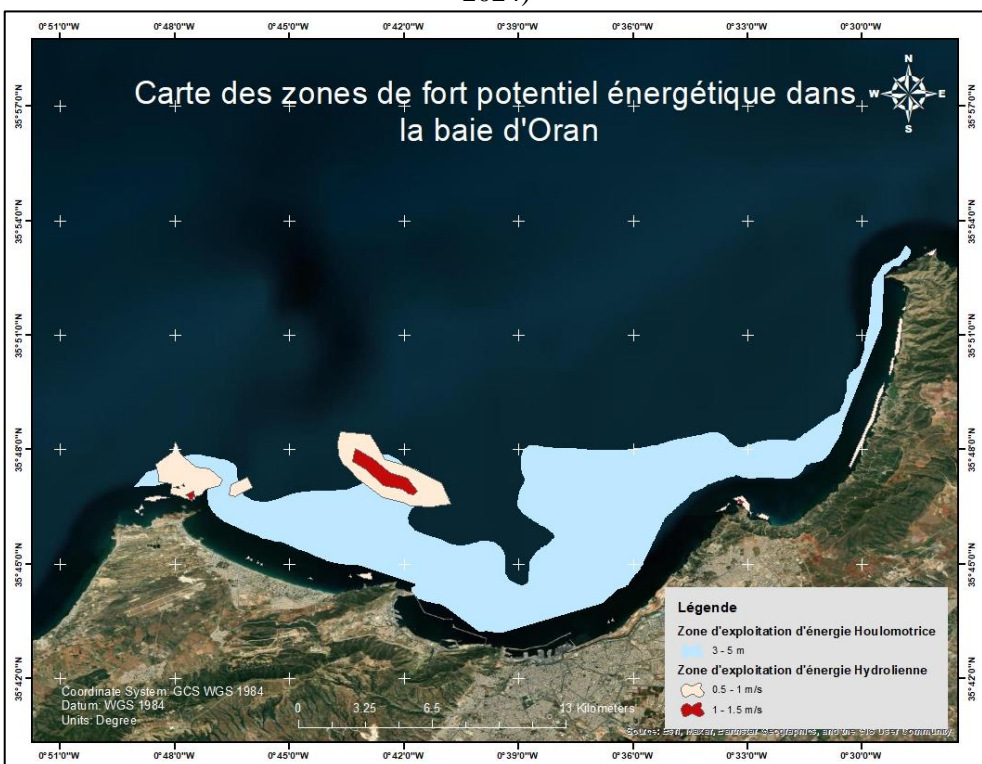 2024)
0°51'0"W 0°48'0"W 0°45'0"W 0°42'0"W 0°39'0"W 0°36'0"W 0°33'0"W 0°30'0"W
Carte des zones de fort potentiel énergétique dans
la baie d'Oran
N
W E
S
35°57'0"N 35°57'0"N
35°54'0"N 35°54'0"N
35°51'0"N 35°51'0"N
35°48'0"N 35°48'0"N
35°45'0"N 35°45'0"N
35°42'0"N 35°42'0"N
Légende
Zone d'exploitation d'énergie Houlomotrice
3 - 5 m
Zone d'exploitation d'énergie Hydrolienne
0.5 - 1 m/s
1 - 1.5 m/s
Coordinate System: GCS WGS 1984
Datum: WGS 1984
Units: Degree
0 3.25 6.5 13 Kilometers
Source: Esri, Maxar, Earthstar Geographics, and the GIS User Community
0°51'0"W 0°48'0"W 0°45'0"W 0°42'0"W 0°39'0"W 0°36'0"W 0°33'0"W 0°30'0"W